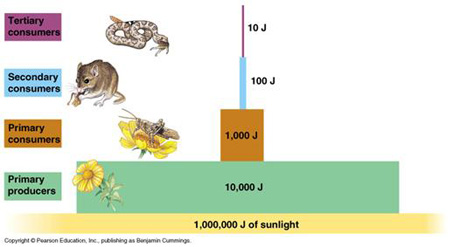 Tertiary
consumers
10 J
Secondary
consumers
100 J
Primary
consumers
1,000 J
Primary
producers
10,000 J
1,000,000 J of sunlight
Copyright © Pearson Education, Inc., publishing as Benjamin Cummings.